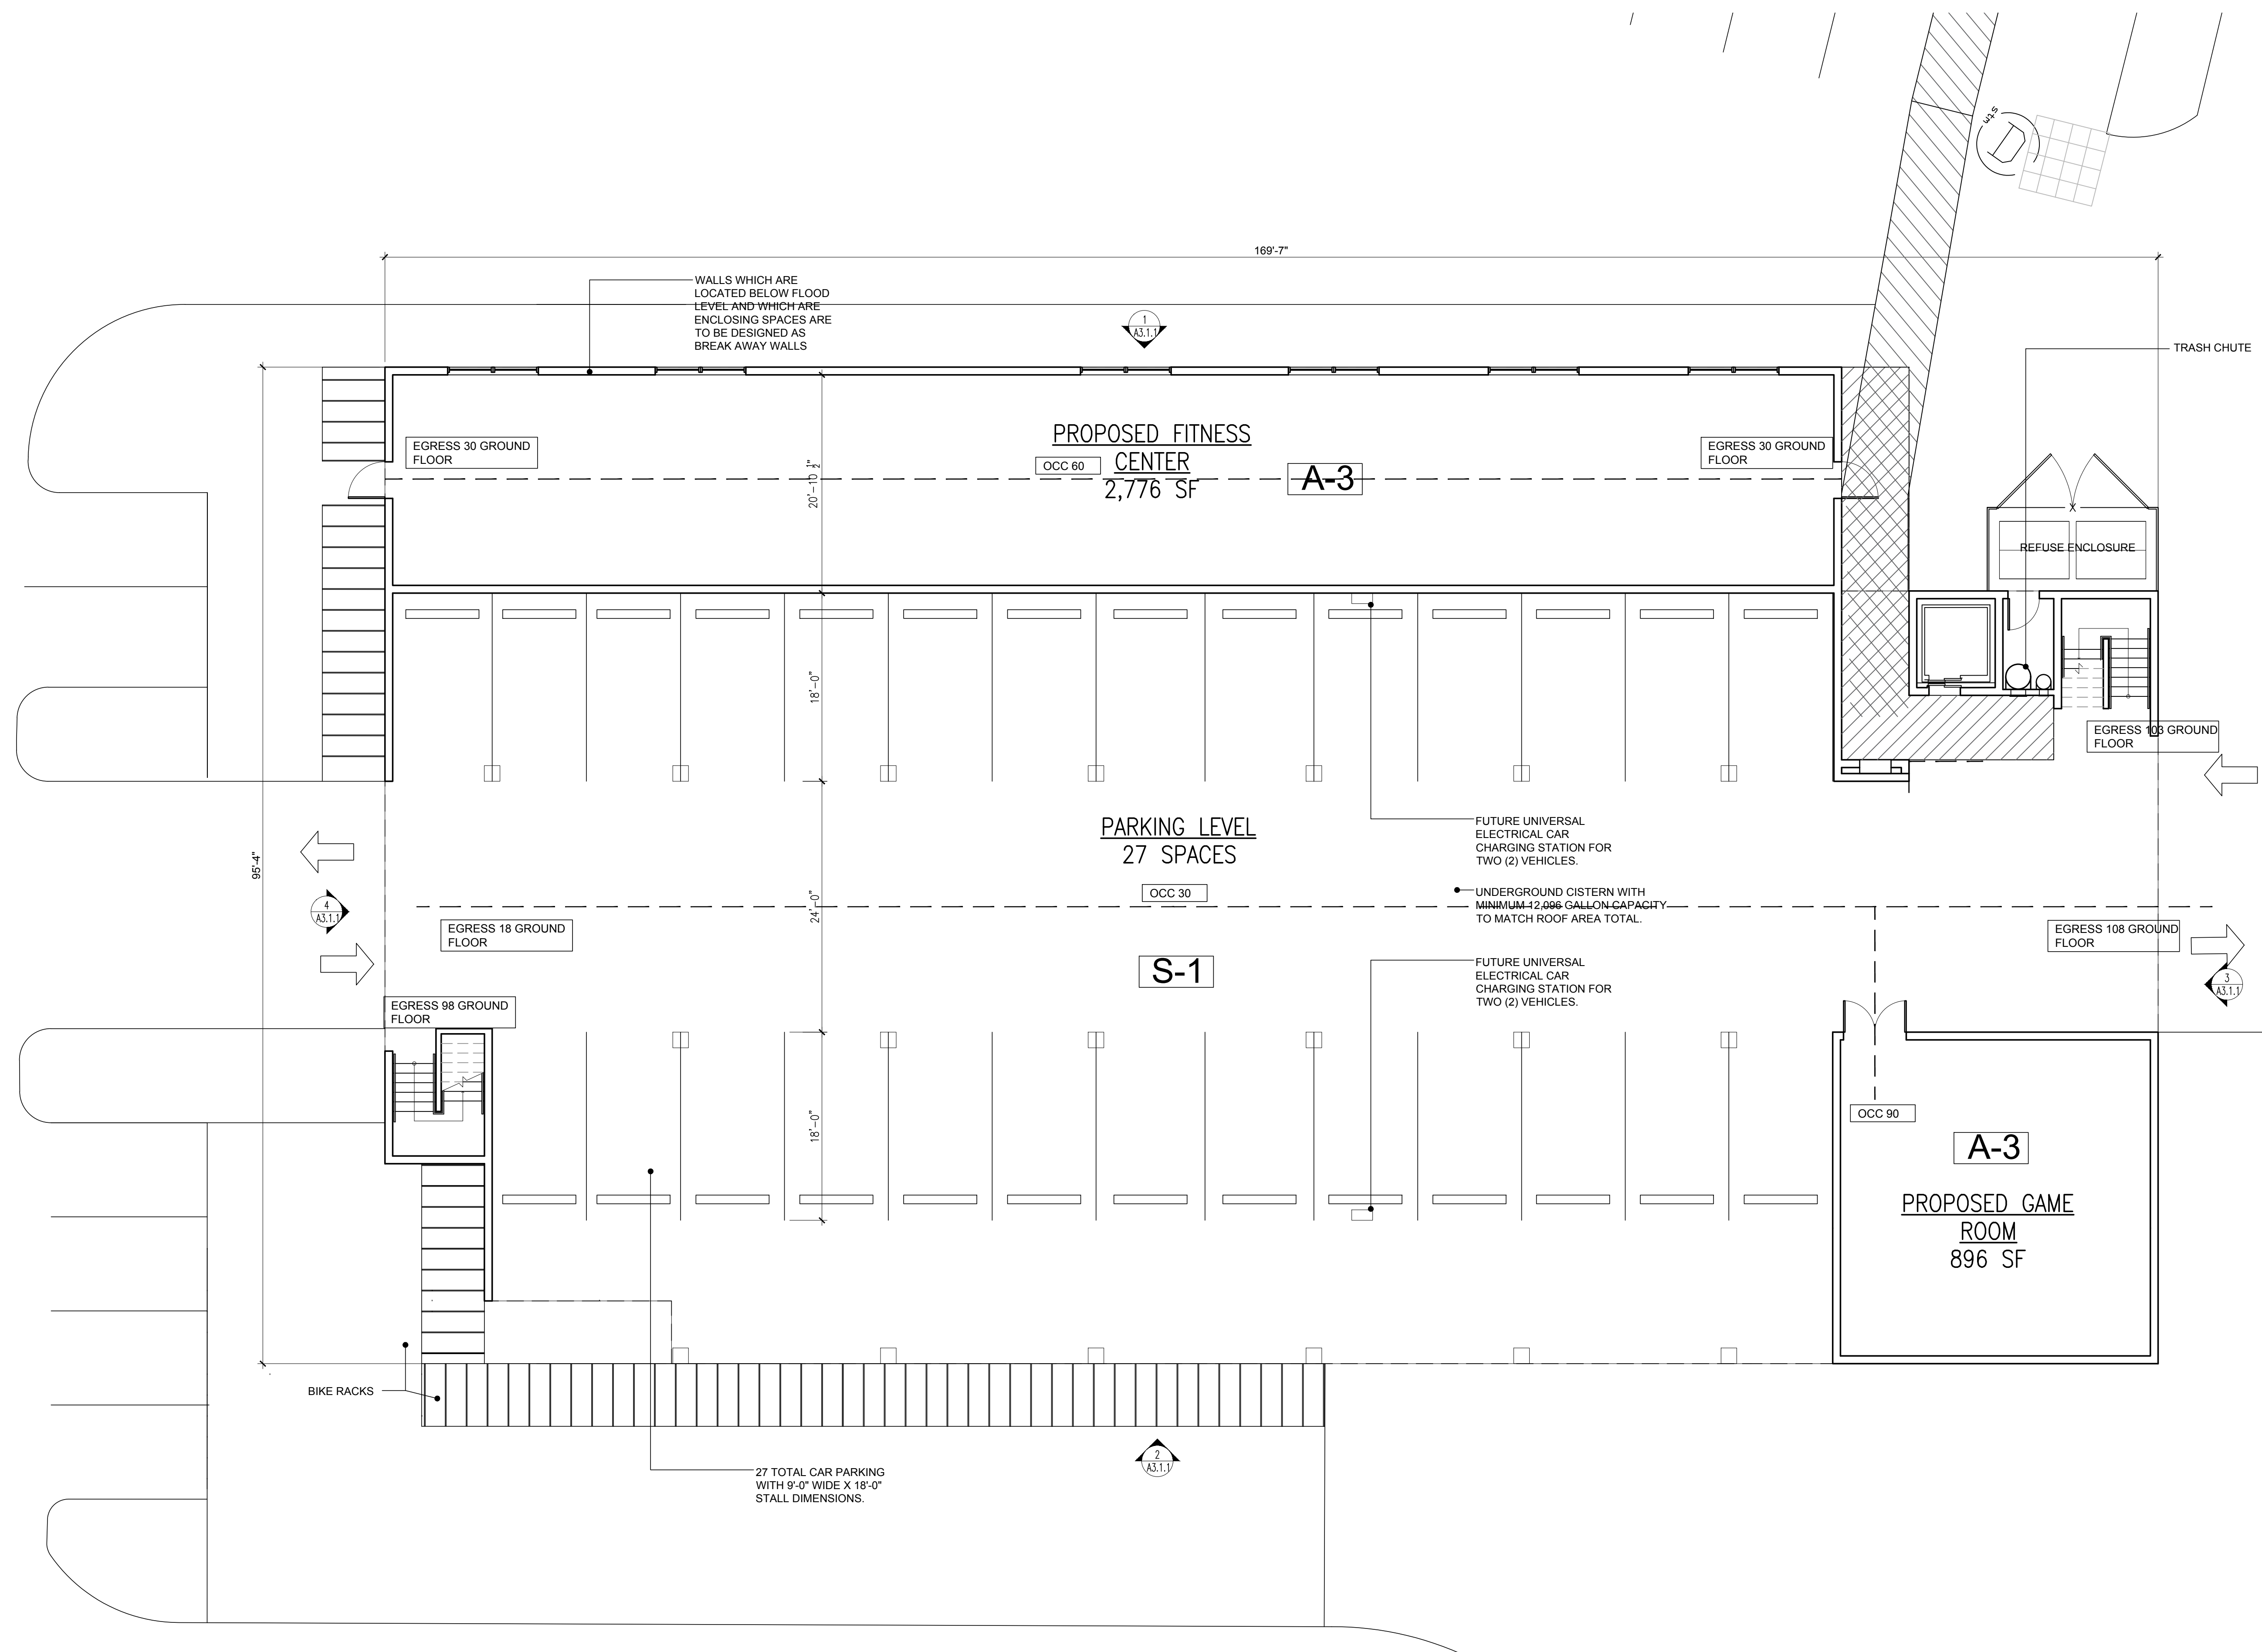 stm
169'-7"
WALLS WHICH ARE
LOCATED BELOW FLOOD
LEVEL AND WHICH ARE
ENCLOSING SPACES ARE
TO BE DESIGNED AS
BREAK AWAY WALLS
1
A3.1.1
TRASH CHUTE
EGRESS 30 GROUND
FLOOR
PROPOSED FITNESS
CENTER
2,776 SF
OCC 60
A-3
EGRESS 30 GROUND
FLOOR
20'-10 1/2"
REFUSE ENCLOSURE
18'-0"
EGRESS 103 GROUND
FLOOR
PARKING LEVEL
27 SPACES
FUTURE UNIVERSAL
ELECTRICAL CAR
CHARGING STATION FOR
TWO (2) VEHICLES.
95'-4"
OCC 30
UNDERGROUND CISTERN WITH
MINIMUM 12,096 GALLON CAPACITY
TO MATCH ROOF AREA TOTAL.
4
A3.1.1
24'-0"
EGRESS 18 GROUND
FLOOR
EGRESS 108 GROUND
FLOOR
S-1
FUTURE UNIVERSAL
ELECTRICAL CAR
CHARGING STATION FOR
TWO (2) VEHICLES.
3
A3.1.1
EGRESS 98 GROUND
FLOOR
18'-0"
OCC 90
A-3
PROPOSED GAME
ROOM
896 SF
BIKE RACKS
2
A3.1.1
27 TOTAL CAR PARKING
WITH 9'-0" WIDE X 18'-0"
STALL DIMENSIONS.